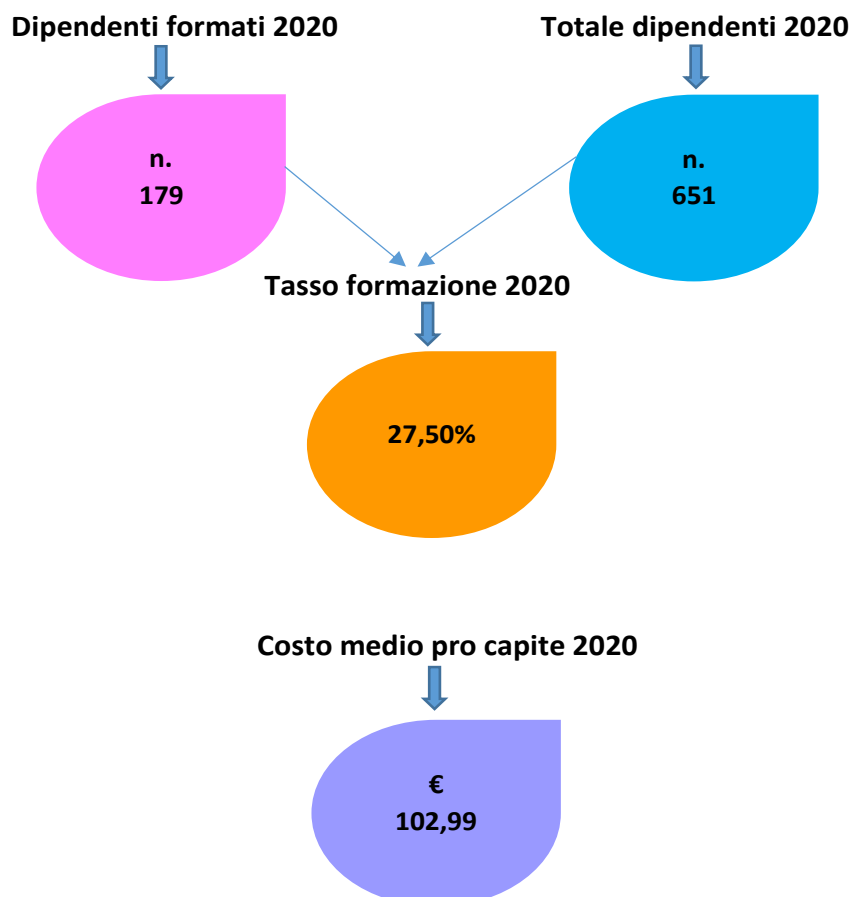 Dipendenti formati 2020
Totale dipendenti 2020
n.
179
n.
651
Tasso formazione 2020
27,50%
Costo medio pro capite 2020
€
102,99